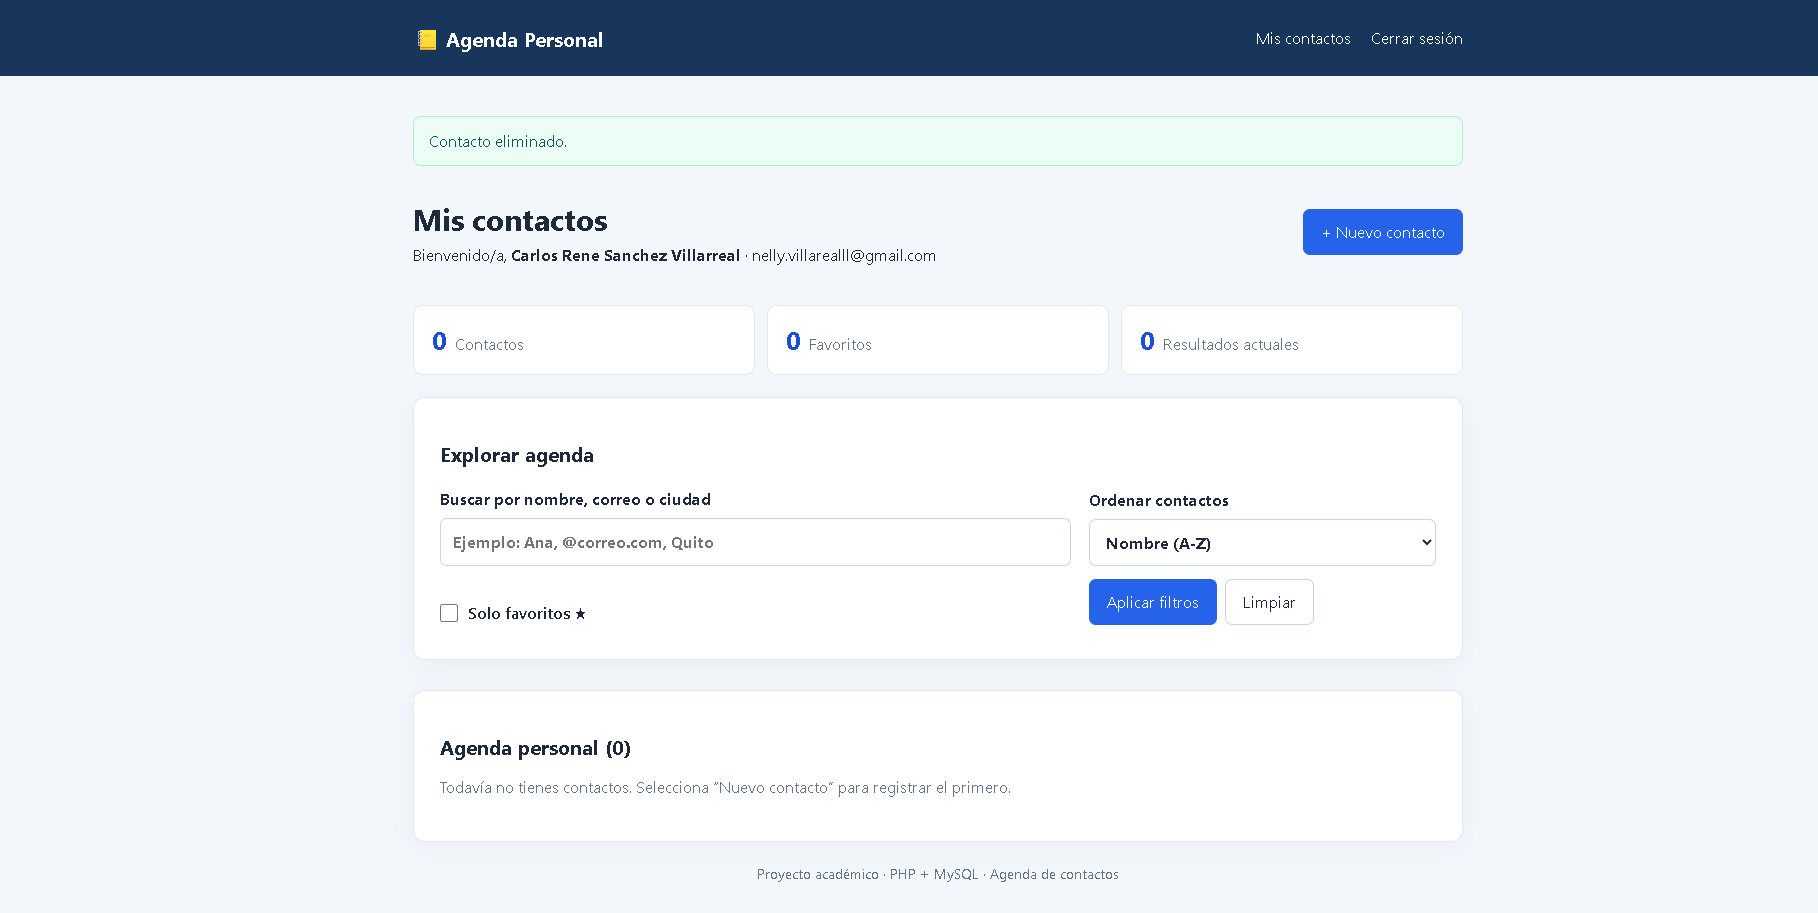 Agenda Personal
Mis contactos Cerrar sesión
Contacto eliminado.
Mis contactos
Bienvenido/a, Carlos Rene Sanchez Villarreal · nelly.villarealll@gmail.com
+ Nuevo contacto
0 Contactos
0 Favoritos
0 Resultados actuales
Explorar agenda
Buscar por nombre, correo o ciudad
Ejemplo: Ana, @correo.com, Quito
Ordenar contactos
Nombre (A-Z)
Solo favoritos ★
Aplicar filtros
Limpiar
Agenda personal (0)
Todavía no tienes contactos. Selecciona “Nuevo contacto” para registrar el primero.
Proyecto académico · PHP + MySQL · Agenda de contactos